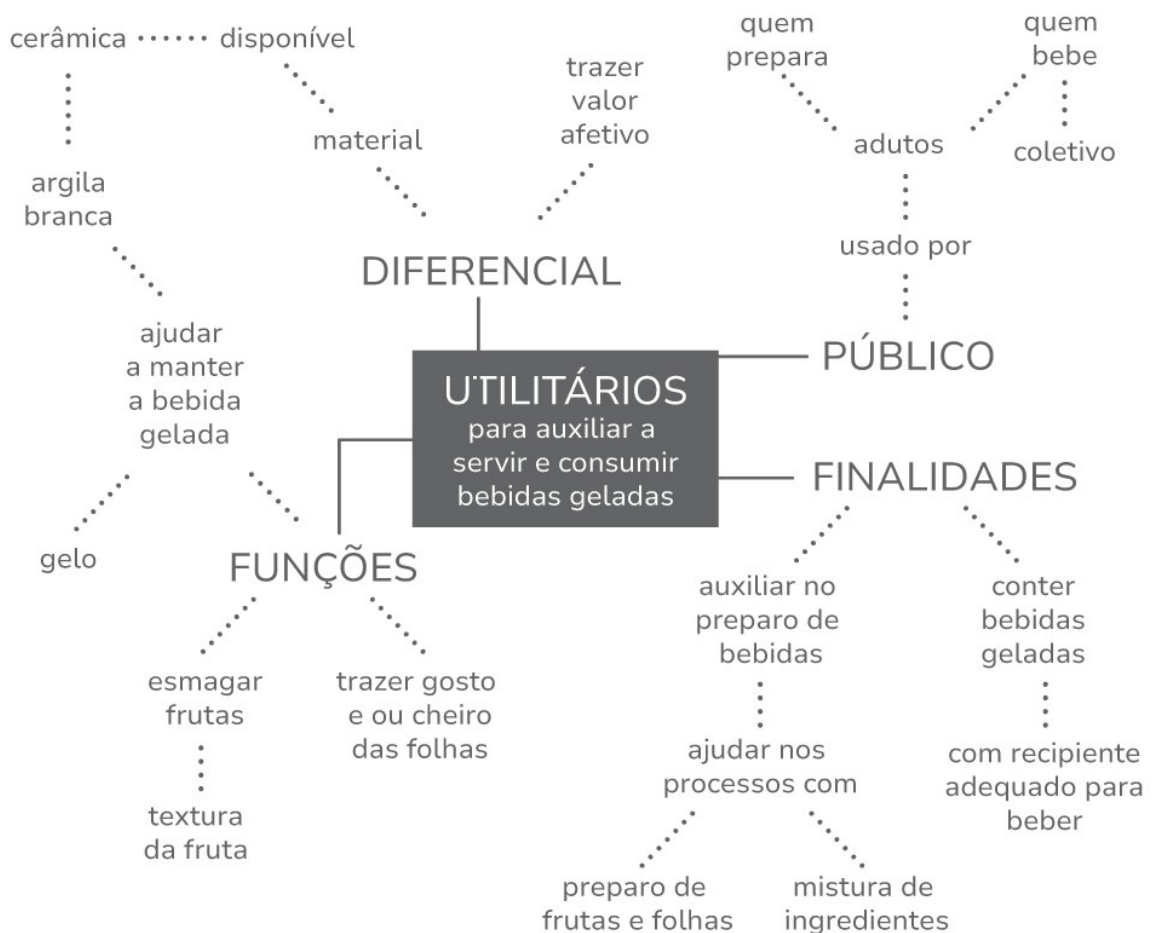 cerâmica
disponível
material
argila
branca
trazer
valor
afetivo
DIFERENCIAL
quem
prepara
quem
bebe
adutos
coletivo
usado por
PÚBLICO
UTILITÁRIOS
para auxiliar a
servir e consumir
bebidas geladas
ajudar
a manter
a bebida
gelada
gelo
FUNÇÕES
esmagar
frutas
textura
da fruta
trazer gosto
e ou cheiro
das folhas
FINALIDADES
auxiliar no
preparo de
bebidas
ajudar nos
processos com
preparo de
frutas e folhas
mistura de
ingredientes
conter
bebidas
geladas
com recipiente
adequado para
beber